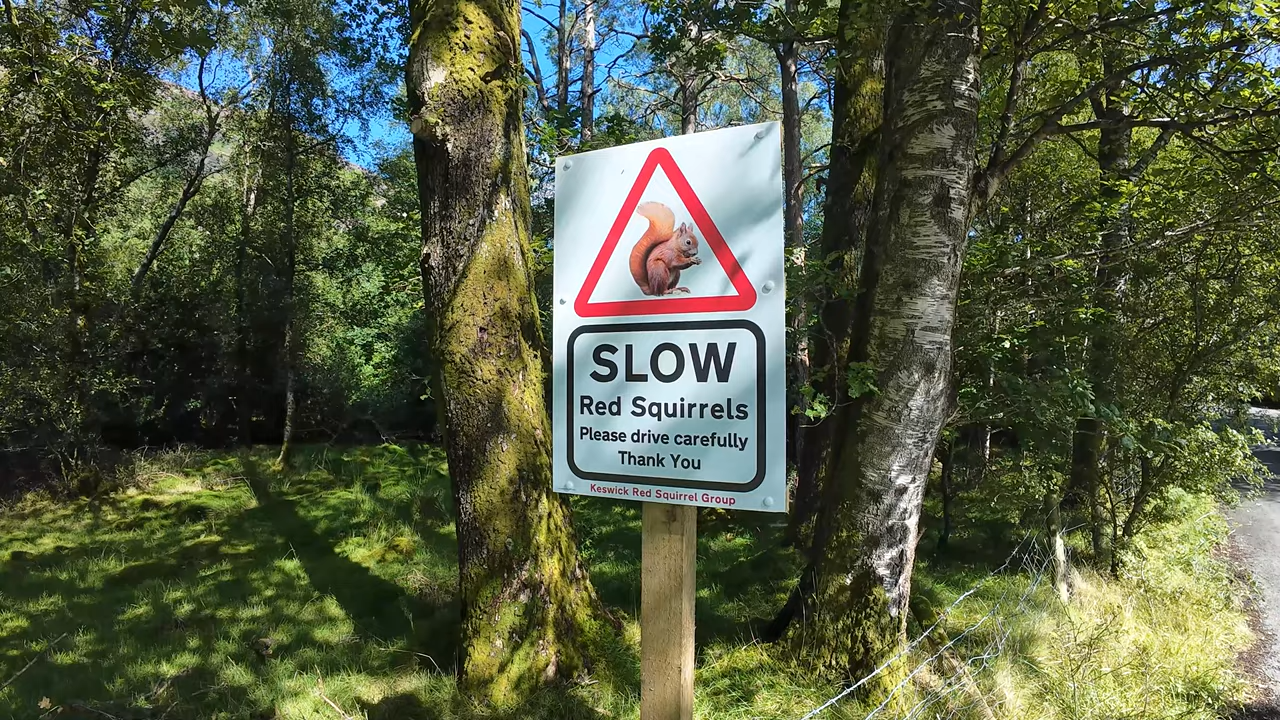 SLOW
Red Squirrels
Please drive carefully
Thank You
Keswick Red Squirrel Group